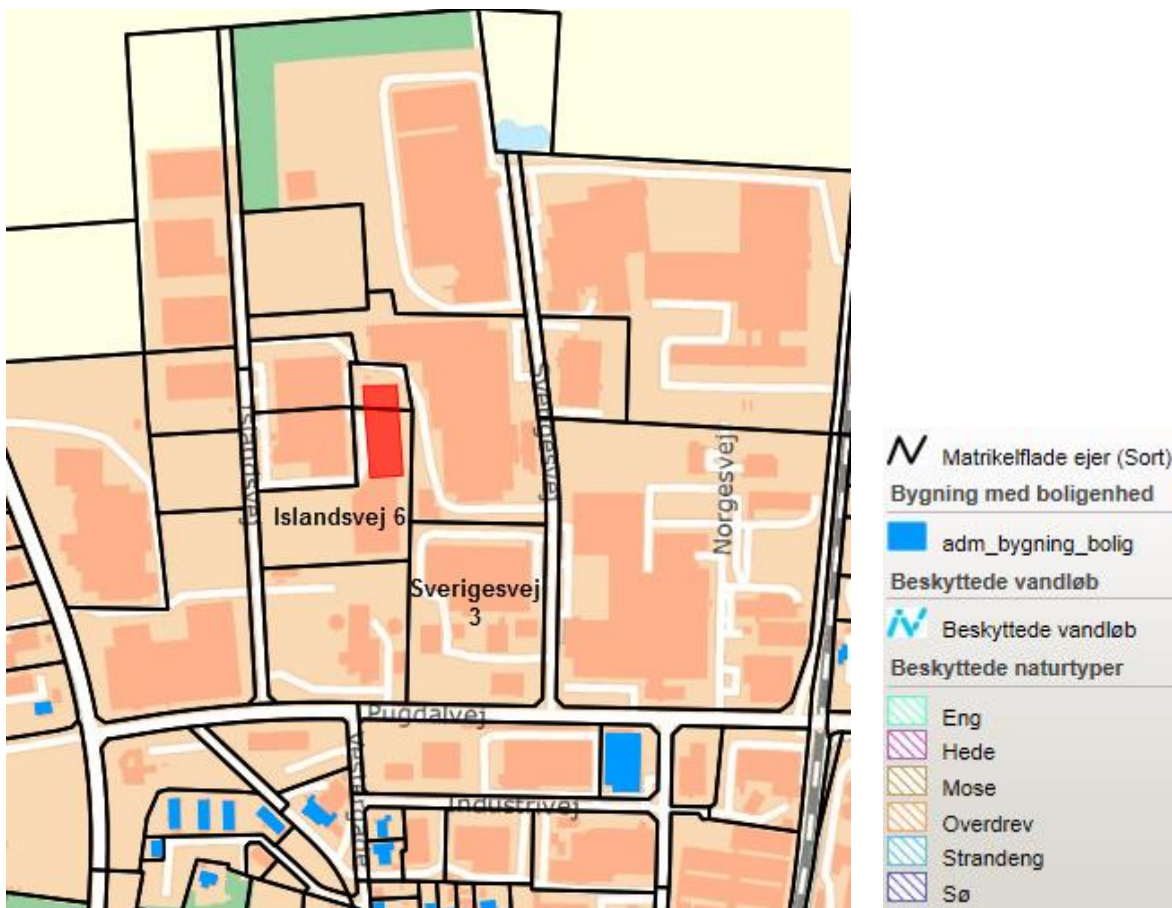 Islandsvej
Sverigesvej
Norgesvej
Islandsvej 6
Sverigesvej
3
Pugdalvej
Vestergade
Industrivej
Matrikelflade ejer (Sort)
Bygning med boligenhed
adm_bygning_bolig
Beskyttede vandløb
Beskyttede vandløb
Beskyttede naturtyper
Eng
Hede
Mose
Overdrev
Strandeng
Sø